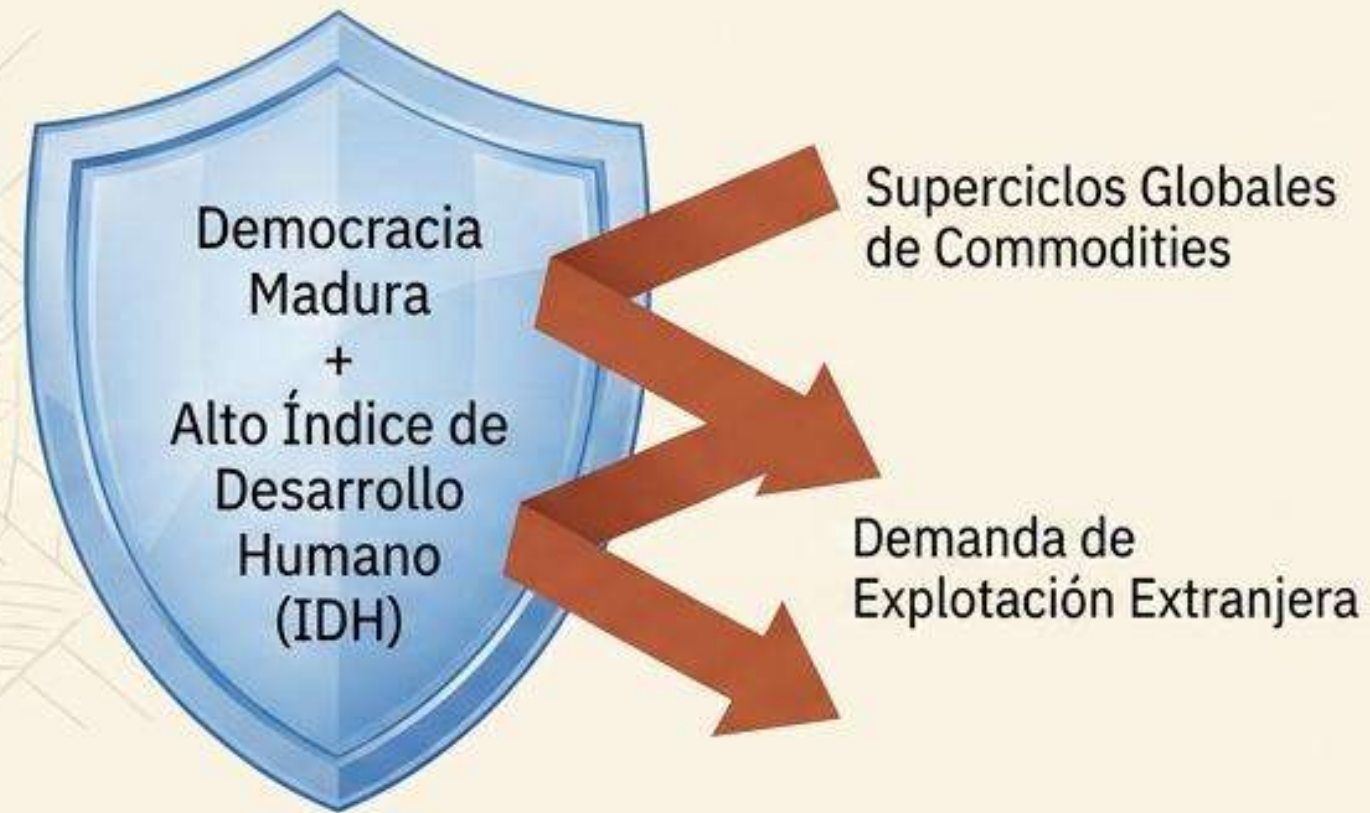 Democracia
Madura
+
Alto Índice de
Desarrollo
Humano
(IDH)
Superciclos Globales
de Commodities
Demanda de
Explotación Extranjera